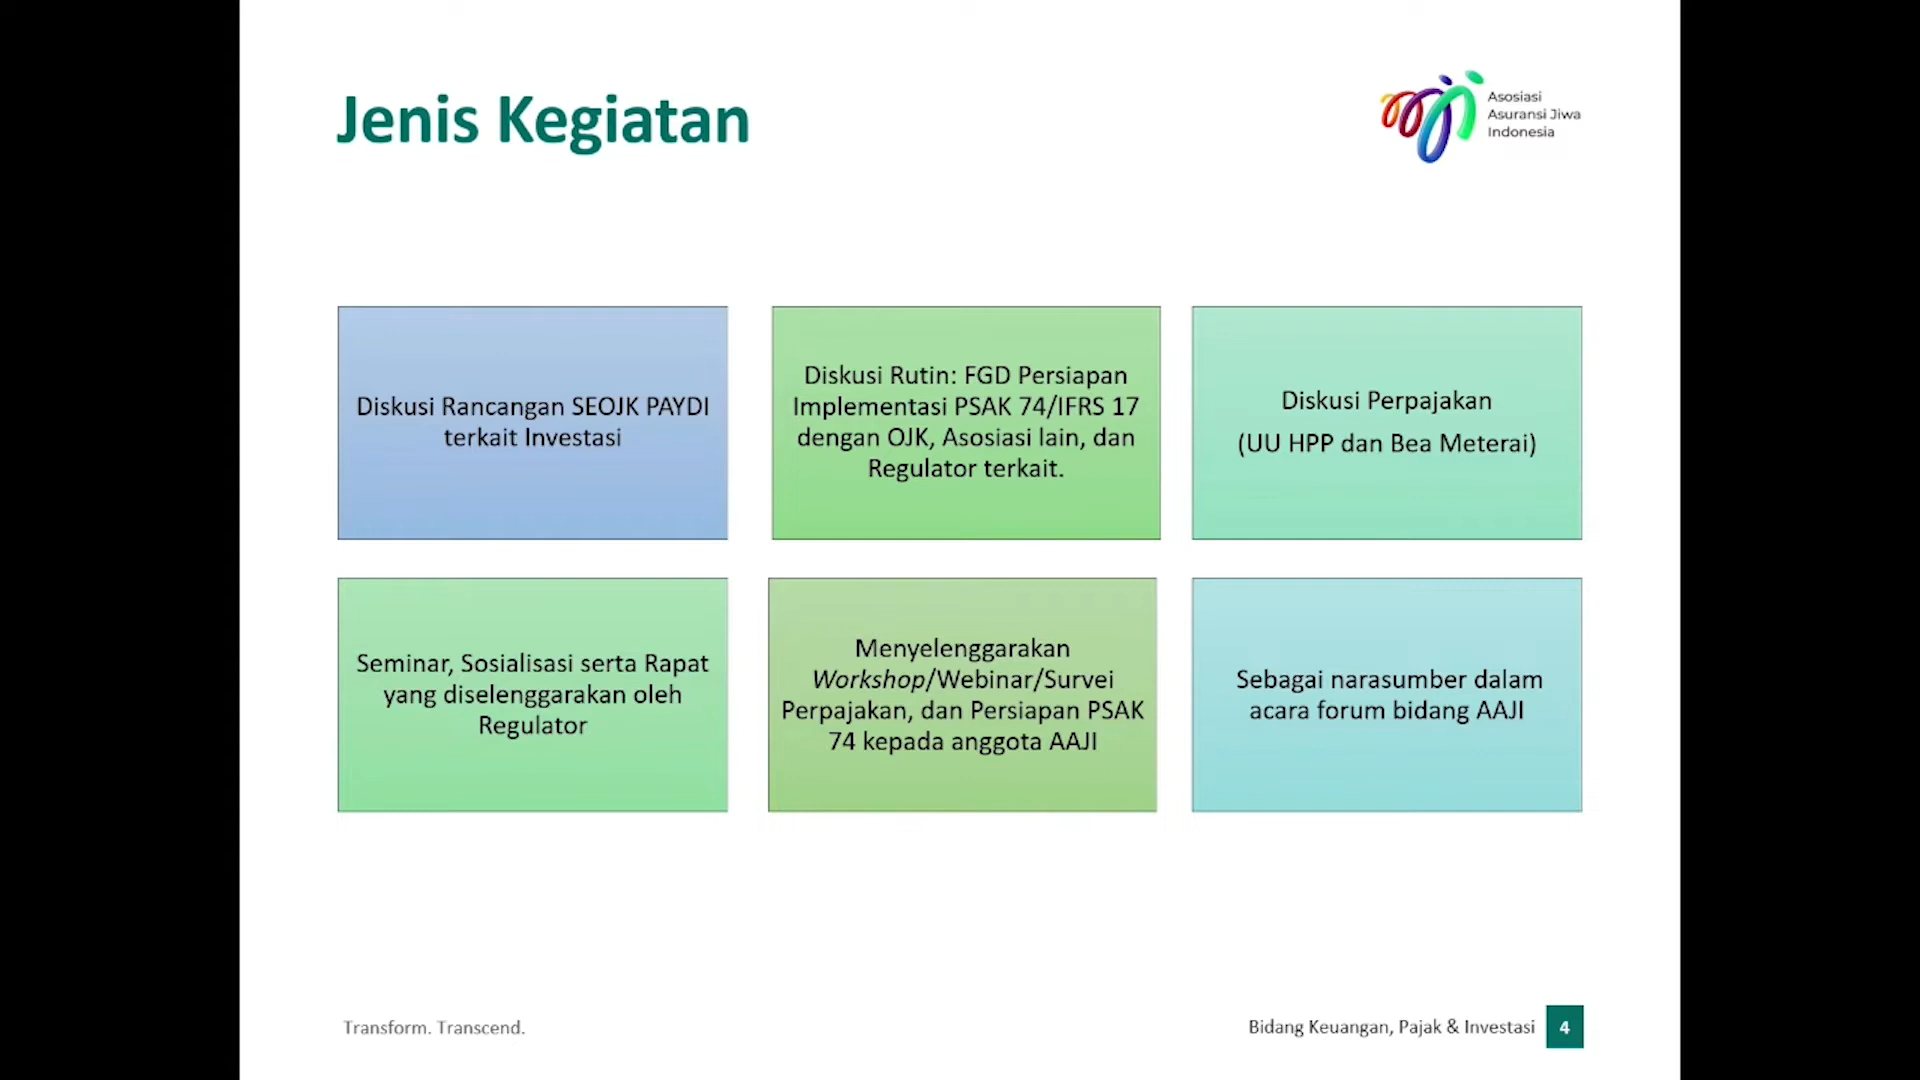 Jenis Kegiatan
Asosiasi
Asuransi Jiwa
Indonesia
Diskusi Rancangan SEOJK PAYDI
terkait Investasi
Diskusi Rutin: FGD Persiapan
Implementasi PSAK 74/IFRS 17
dengan OJK, Asosiasi lain, dan
Regulator terkait.
Diskusi Perpajakan
(UU HPP dan Bea Meterai)
Seminar, Sosialisasi serta Rapat
yang diselenggarakan oleh
Regulator
Menyelenggarakan
Workshop/Webinar/Survei
Perpajakan, dan Persiapan PSAK
74 kepada anggota AAJI
Sebagai narasumber dalam
acara forum bidang AAJI
Transform. Transcend.
Bidang Keuangan, Pajak & Investasi
4